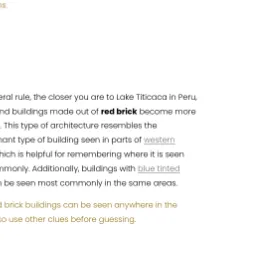 eral rule, the closer you are to Lake Titicaca in Peru,
nd buildings made out of red brick become more
. This type of architecture resembles the
nant type of building seen in parts of western
hich is helpful for remembering where it is seen
mmonly. Additionally, buildings with blue tinted
o be seen most commonly in the same areas.
d brick buildings can be seen anywhere in the
so use other clues before guessing.